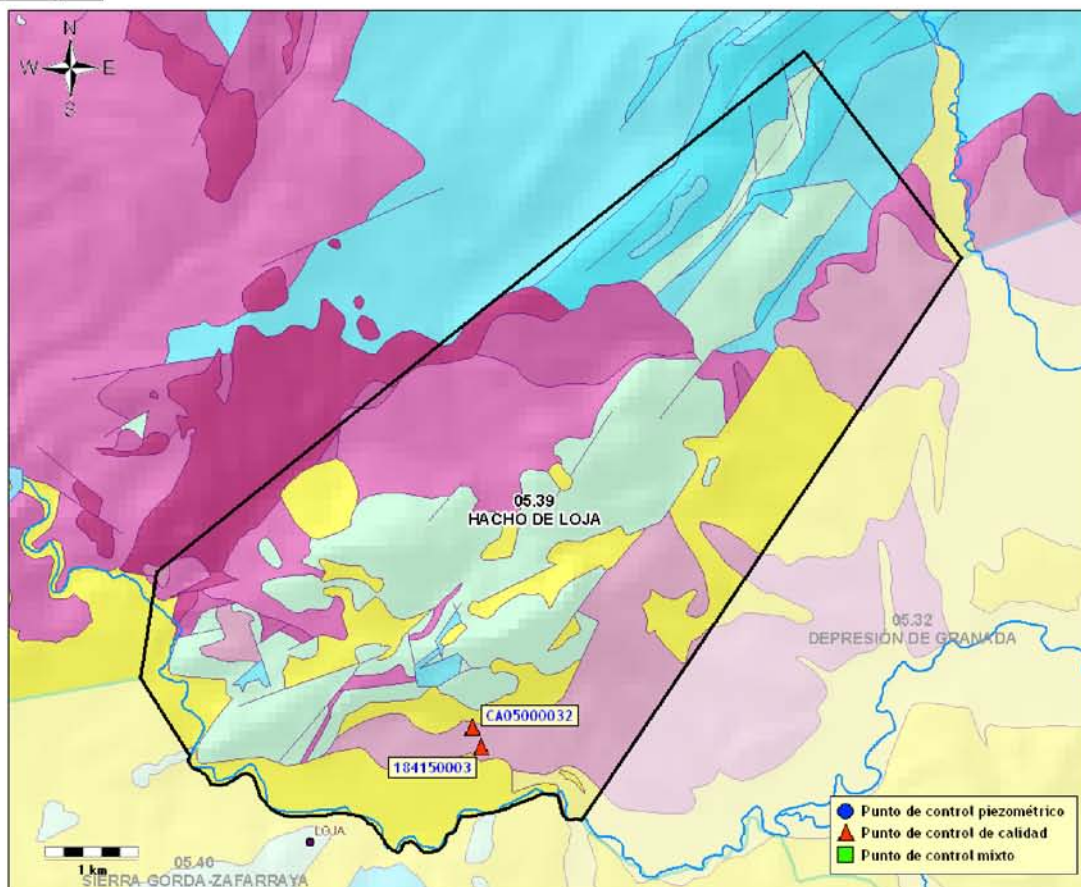 N
W E
S
05.39
HACHO DE LOJA
05.32
DEPRESIÓN DE GRANADA
CA05000032
184150003
LOJA
05.40
SIERRA GORDA-ZAFARRAYA
1 km
Punto de control piezométrico
Punto de control de calidad
Punto de control mixto